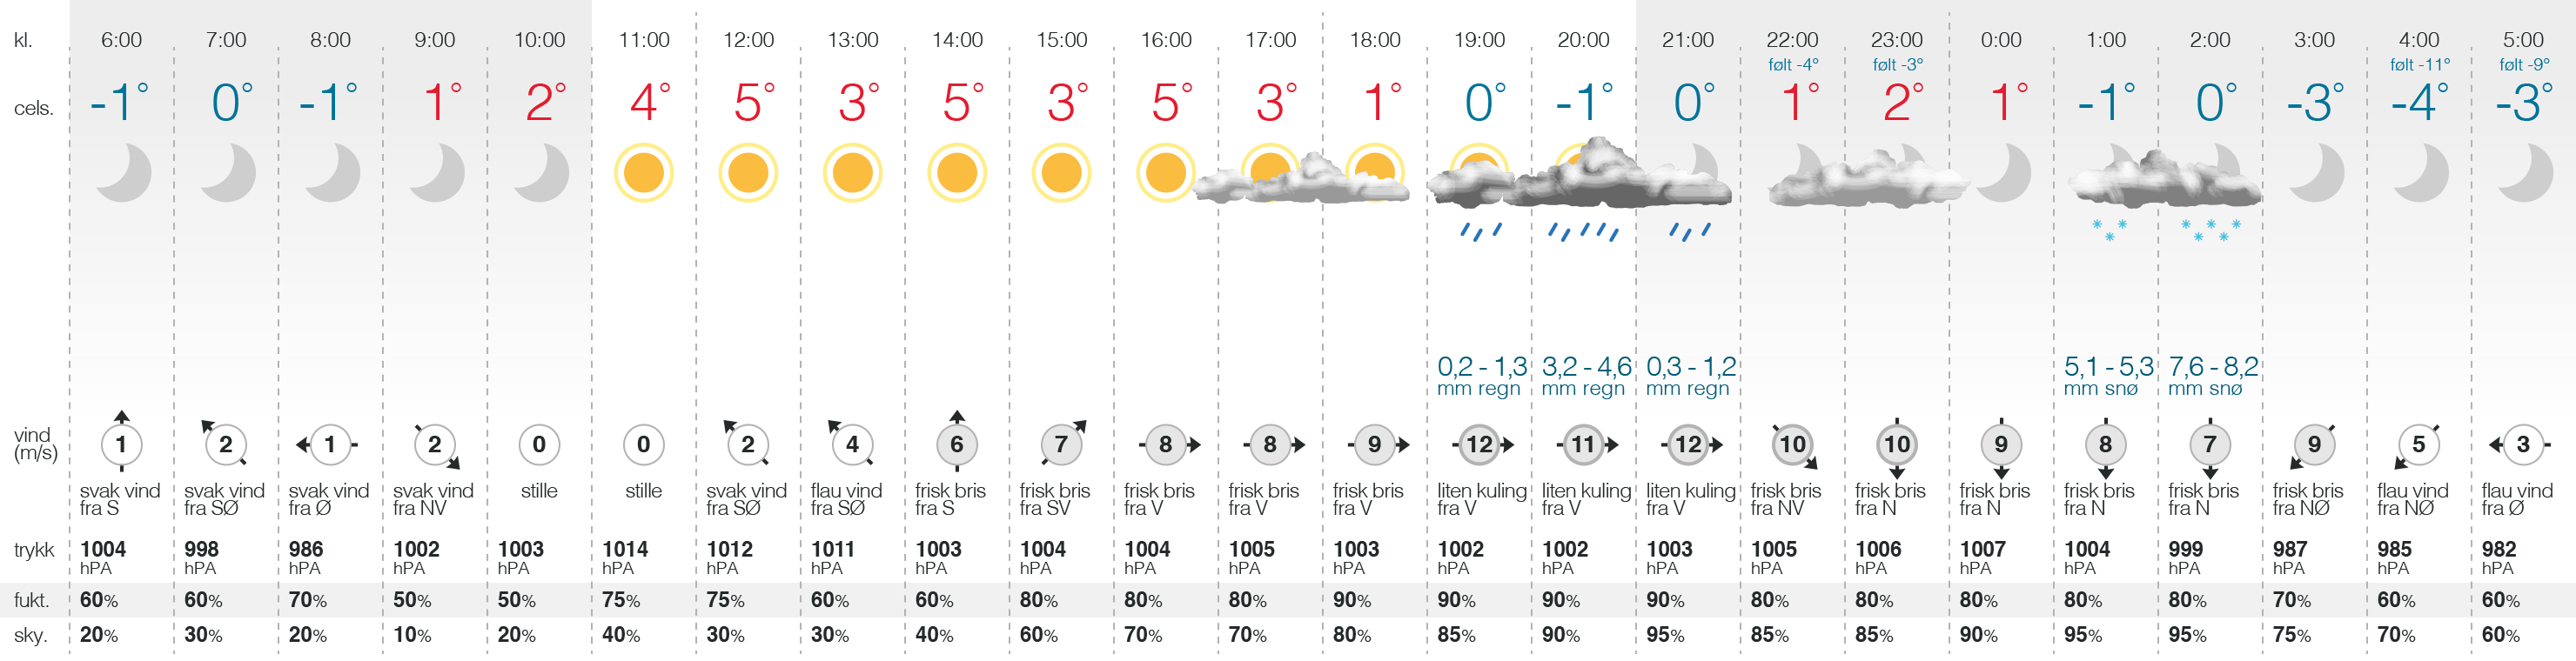 kl. 6:00 7:00 8:00 9:00 10:00 11:00 12:00 13:00 14:00 15:00 16:00 17:00 18:00 19:00 20:00 21:00 22:00 23:00 0:00 1:00 2:00 3:00 4:00 5:00
følt -4° følt -3° følt -11° følt -9°
cels. -1° 0° -1° 1° 2° 4° 5° 3° 5° 3° 5° 3° 1° 0° -1° 0° 1° 2° 1° -1° 0° -3° -4° -3°
0,2 - 1,3 3,2 - 4,6 0,3 - 1,2 5,1 - 5,3 7,6 - 8,2
mm regn mm regn mm regn mm snø mm snø
vind
(m/s) 1 2 1 2 0 0 2 4 6 7 8 8 9 12 11 12 10 10 9 8 7 9 5 3
svak vind svak vind svak vind svak vind stille stille svak vind flau vind frisk bris frisk bris frisk bris frisk bris frisk bris liten kuling liten kuling liten kuling frisk bris frisk bris frisk bris frisk bris frisk bris frisk bris flau vind flau vind
fra S fra SØ fra Ø fra NV fra SØ fra SØ fra S fra SV fra V fra V fra V fra V fra V fra V fra NV fra N fra N fra N fra N fra NØ fra NØ fra Ø
trykk 1004 998 986 1002 1003 1014 1012 1011 1003 1004 1004 1005 1003 1002 1002 1003 1005 1006 1007 1004 999 987 985 982
hPA hPA hPA hPA hPA hPA hPA hPA hPA hPA hPA hPA hPA hPA hPA hPA hPA hPA hPA hPA hPA hPA hPA hPA
fukt. 60% 60% 70% 50% 50% 75% 75% 60% 60% 80% 80% 80% 90% 90% 90% 90% 80% 80% 80% 80% 80% 70% 60% 60%
sky. 20% 30% 20% 10% 20% 40% 30% 30% 40% 60% 70% 70% 80% 85% 90% 95% 85% 85% 90% 95% 95% 75% 70% 60%